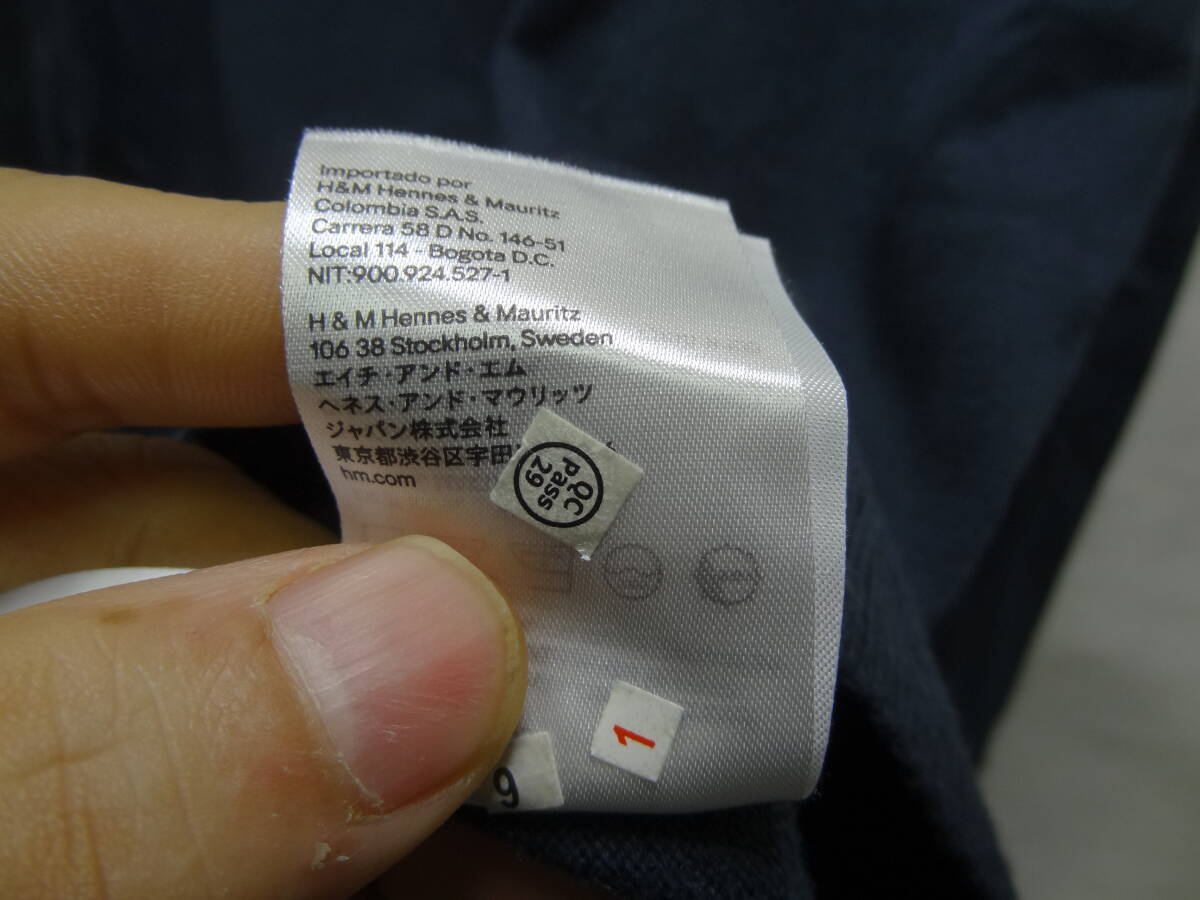 Importado por
H&M Hennes & Mauritz
Colombia S.A.S.
Carrera 58 D No. 146-51
Local 114 - Bogota D.C.
NIT:900.924.527-1
H & M Hennes & Mauritz
106 38 Stockholm, Sweden
エイチ・アンド・エム
ヘネス・アンド・マウリッツ
ジャパン株式会社
東京都渋谷区宇田
hm.com
QC
pass
29
1
9